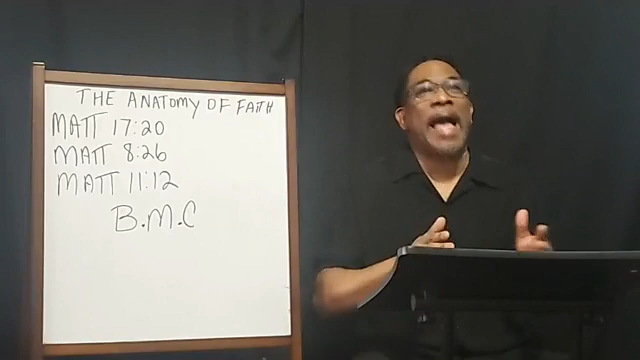 THE ANATOMY OF FAITH
MATT 17:20
MATT 8:26
MATT 11:12
B.M.C